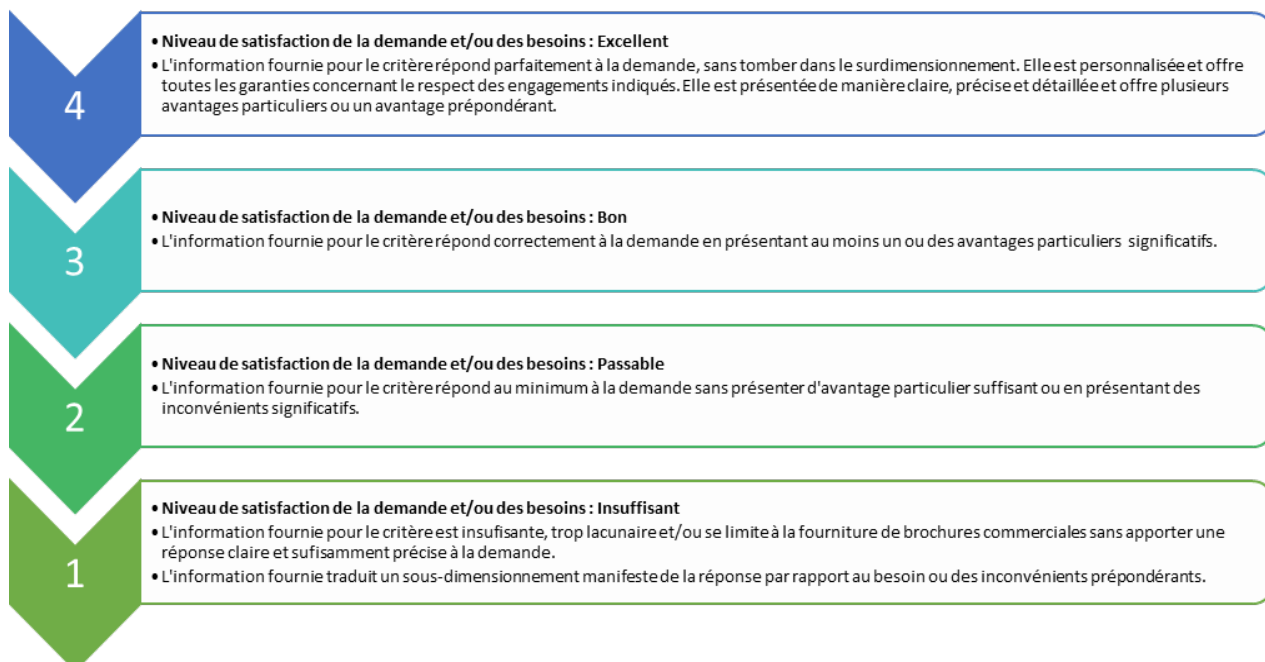 4
• Niveau de satisfaction de la demande et/ou des besoins : Excellent
• L'information fournie pour le critère répond parfaitement à la demande, sans tomber dans le surdimensionnement. Elle est personnalisée et offre
toutes les garanties concernant le respect des engagements indiqués. Elle est présentée de manière claire, précise et détaillée et offre plusieurs
avantages particuliers ou un avantage prépondérant.
3
• Niveau de satisfaction de la demande et/ou des besoins : Bon
• L'information fournie pour le critère répond correctement à la demande en présentant au moins un ou des avantages particuliers significatifs.
2
• Niveau de satisfaction de la demande et/ou des besoins : Passable
• L'information fournie pour le critère répond au minimum à la demande sans présenter d'avantage particulier suffisant ou en présentant des
inconvénients significatifs.
1
• Niveau de satisfaction de la demande et/ou des besoins : Insuffisant
• L'information fournie pour le critère est insufisante, trop lacunaire et/ou se limite à la fourniture de brochures commerciales sans apporter une
réponse claire et sufisamment précise à la demande.
• L'information fournie traduit un sous-dimensionnement manifeste de la réponse par rapport au besoin ou des inconvénients prépondérants.